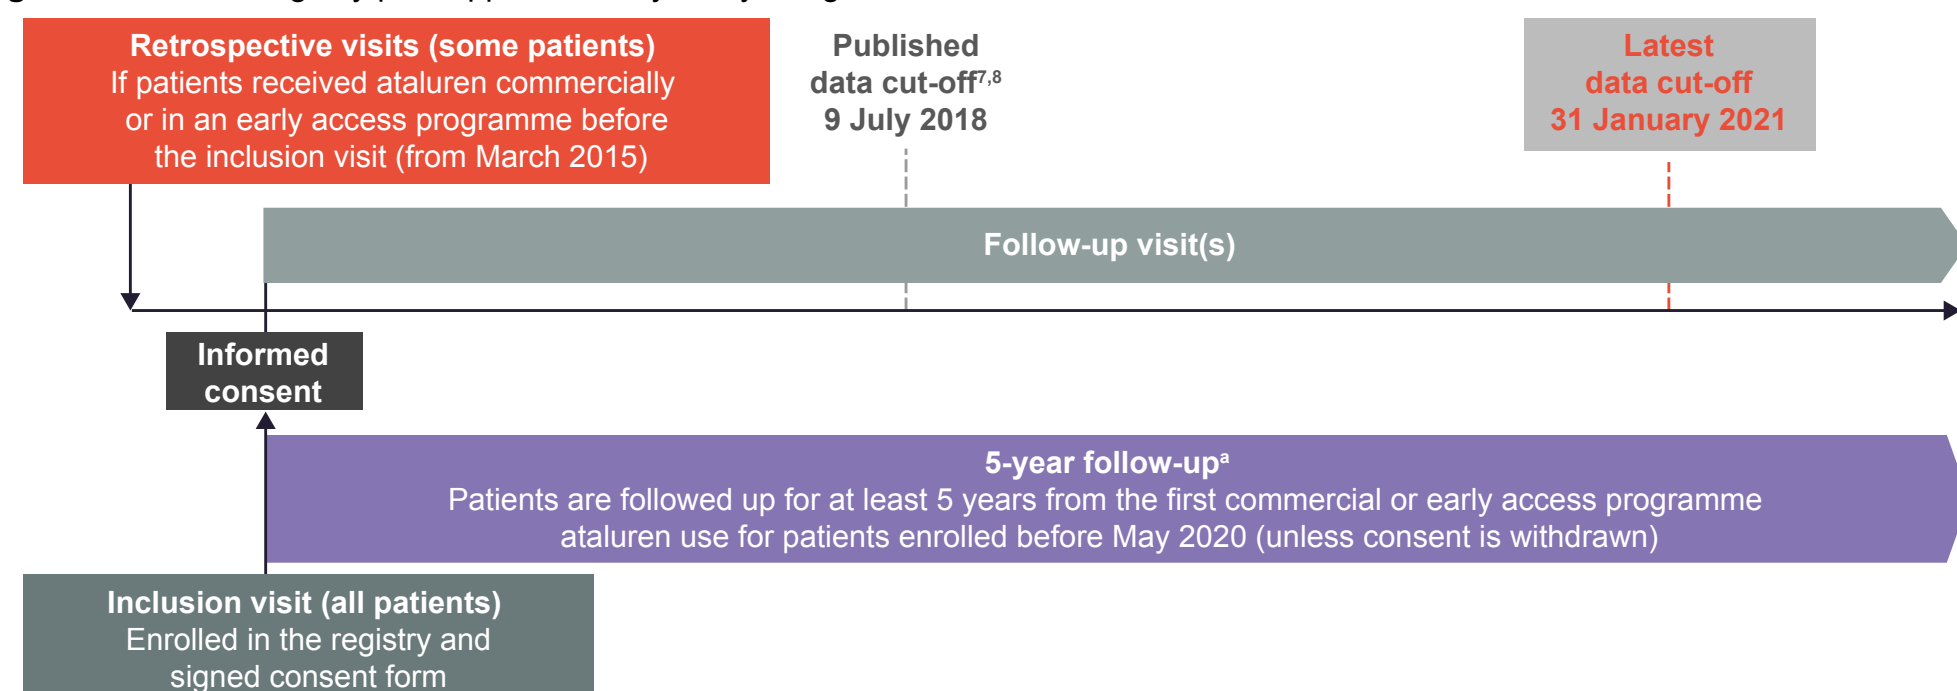 Retrospective visits (some patients)
If patients received ataluren commercially
or in an early access programme before
the inclusion visit (from March 2015)
Published
data cut-off7,8
9 July 2018
Latest
data cut-off
31 January 2021
Follow-up visit(s)
Informed
consent
5-year follow-upa
Patients are followed up for at least 5 years from the first commercial or early access programme
ataluren use for patients enrolled before May 2020 (unless consent is withdrawn)
Inclusion visit (all patients)
Enrolled in the registry and
signed consent form